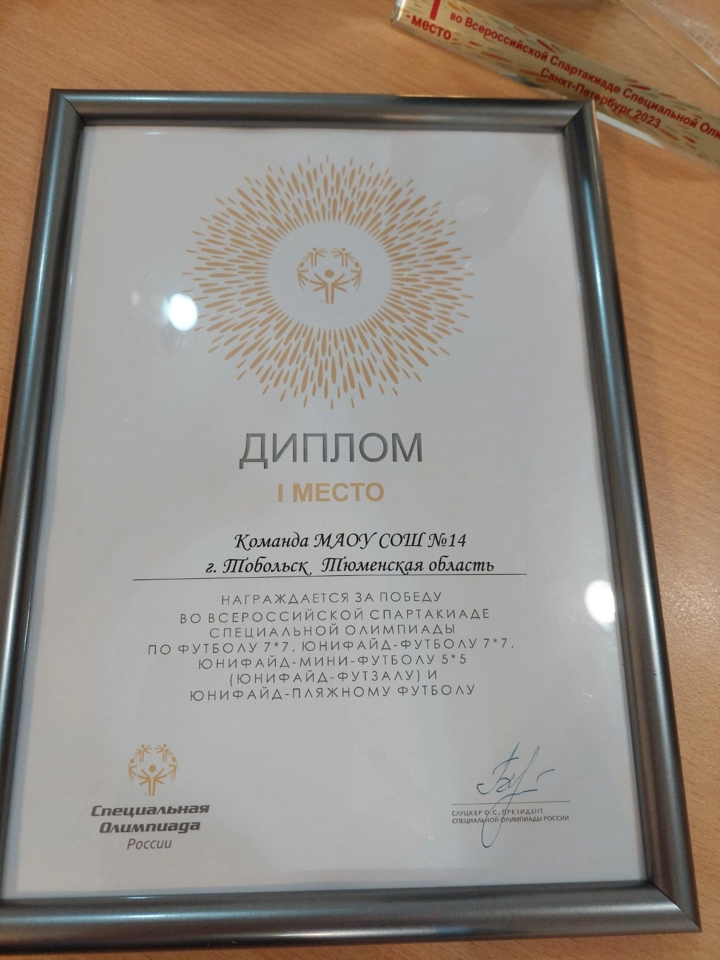 I
место
во Всероссийской Спартакиаде Специальной
Санкт-Петербург 2023
ДИПЛОМ
I МЕСТО
Команда МАОУ СОШ №14
г. Тобольск Тюменская область
НАГРАЖДАЕТСЯ ЗА ПОБЕДУ
ВО ВСЕРОССИЙСКОЙ СПАРТАКИАДЕ
СПЕЦИАЛЬНОЙ ОЛИМПИАДЫ
ПО ФУТБОЛУ 7*7, ЮНИФАЙД-ФУТБОЛУ 7*7,
ЮНИФАЙД-МИНИ-ФУТБОЛУ 5*5
(ЮНИФАЙД-ФУТЗАЛУ) И
ЮНИФАЙД-ПЛЯЖНОМУ ФУТБОЛУ
Специальная
Олимпиада
России
СЛУЦКЕР О.С., ПРЕЗИДЕНТ
СПЕЦИАЛЬНОЙ ОЛИМПИАДЫ РОССИИ